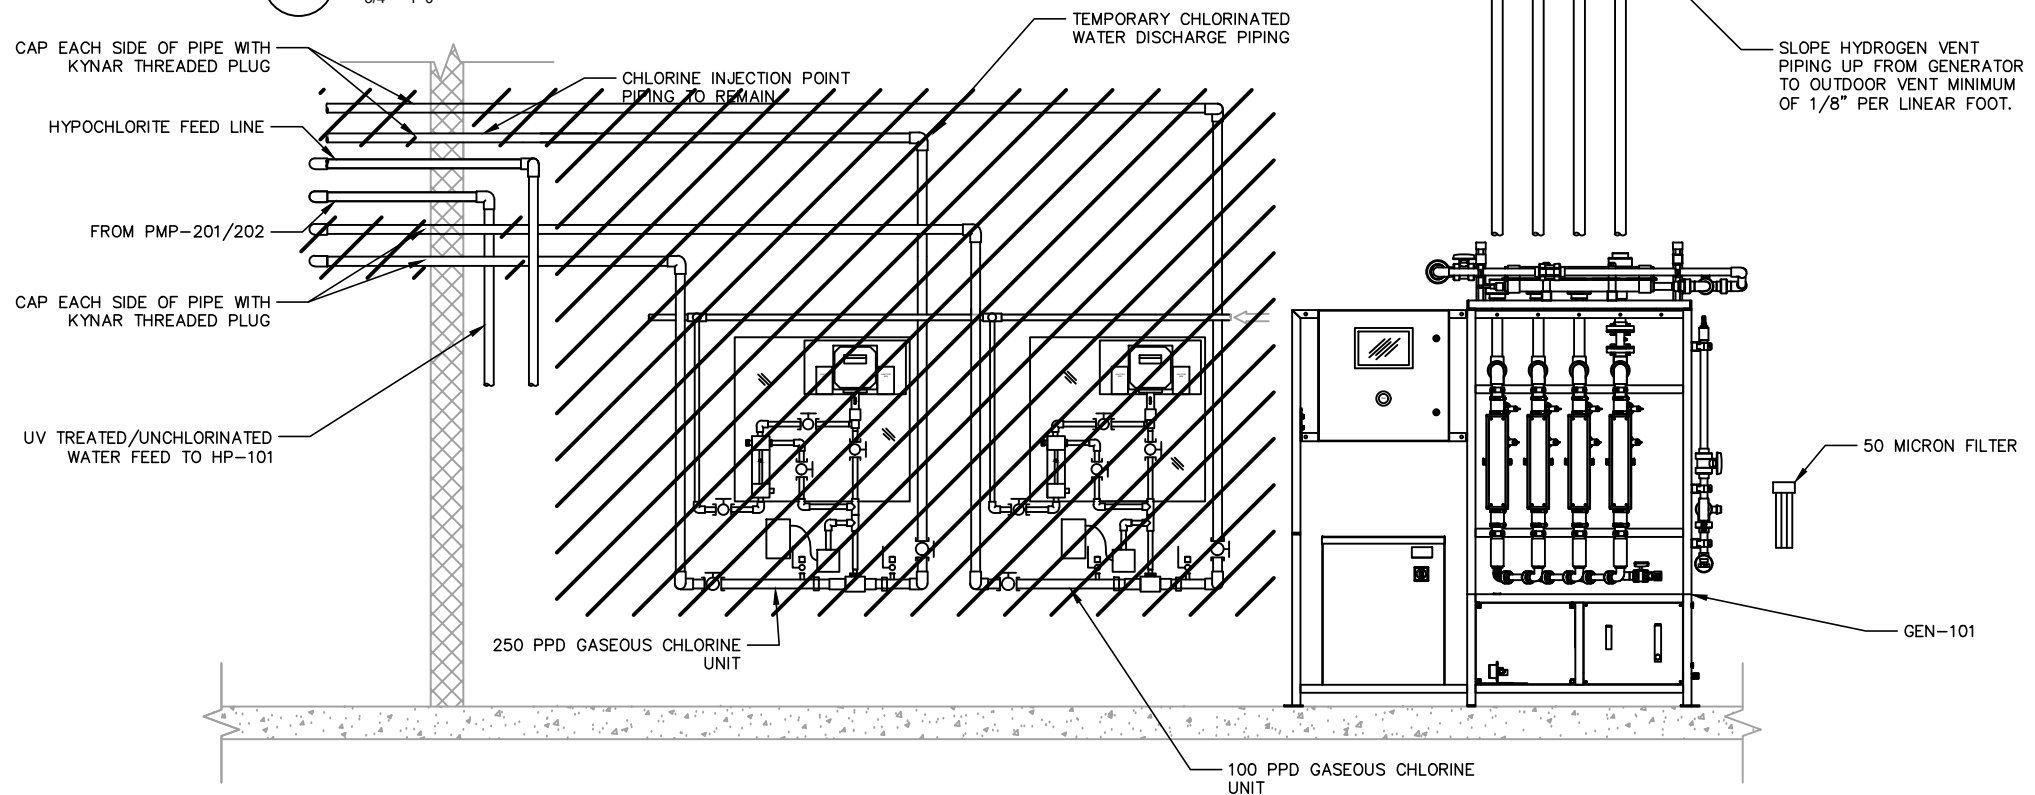 TEMPORARY CHLORINATED
WATER DISCHARGE PIPING
CAP EACH SIDE OF PIPE WITH
KYNAR THREADED PLUG
SLOPE HYDROGEN VENT
PIPING UP FROM GENERATOR
TO OUTDOOR VENT MINIMUM
OF 1/8" PER LINEAR FOOT.
CHLORINE INJECTION POINT
PIPING TO REMAIN
HYPOCHLORITE FEED LINE
FROM PMP-201/202
CAP EACH SIDE OF PIPE WITH
KYNAR THREADED PLUG
UV TREATED/UNCHLORINATED
WATER FEED TO HP-101
50 MICRON FILTER
GEN-101
250 PPD GASEOUS CHLORINE
UNIT
100 PPD GASEOUS CHLORINE
UNIT